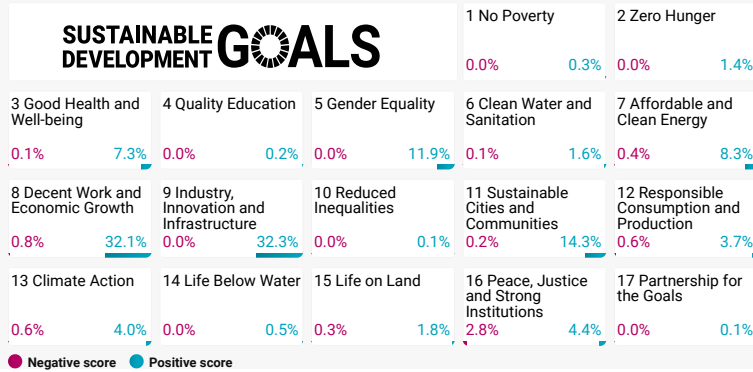 SUSTAINABLE
DEVELOPMENT
GOALS
1 No Poverty
0.0% 0.3%
2 Zero Hunger
0.0% 1.4%
3 Good Health and
Well-being
0.1% 7.3%
4 Quality Education
0.0% 0.2%
5 Gender Equality
0.0% 11.9%
6 Clean Water and
Sanitation
0.1% 1.6%
7 Affordable and
Clean Energy
0.4% 8.3%
8 Decent Work and
Economic Growth
0.8% 32.1%
9 Industry,
Innovation and
Infrastructure
0.0% 32.3%
10 Reduced
Inequalities
0.0% 0.1%
11 Sustainable
Cities and
Communities
0.2% 14.3%
12 Responsible
Consumption and
Production
0.6% 3.7%
13 Climate Action
0.6% 4.0%
14 Life Below Water
0.0% 0.5%
15 Life on Land
0.3% 1.8%
16 Peace, Justice
and Strong
Institutions
2.8% 4.4%
17 Partnership for
the Goals
0.0% 0.1%
Negative score Positive score